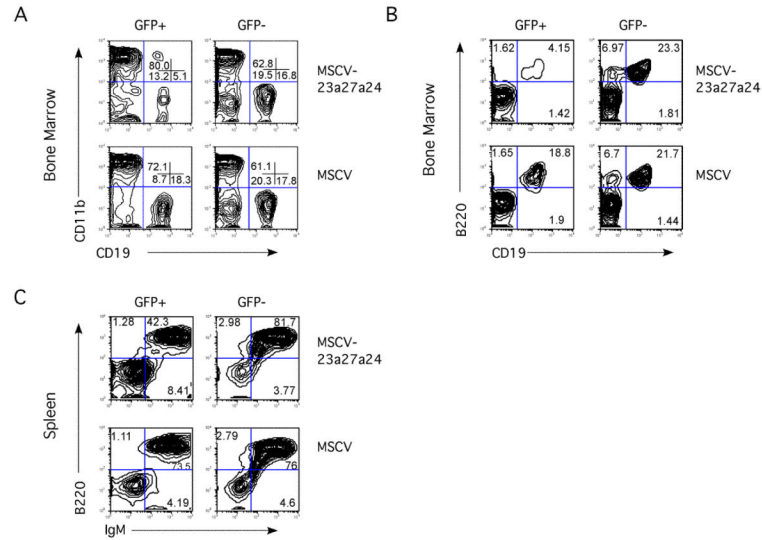 A
GFP+
GFP-
80.0
13.2 5.1
62.8
19.5 16.8
MSCV-
23a27a24
72.1
8.7 18.3
61.1
20.3 17.8
MSCV
Bone Marrow
CD11b
CD19
B
GFP+
GFP-
1.62 4.15
1.42
6.97 23.3
1.81
MSCV-
23a27a24
1.65 18.8
1.9
6.7 21.7
1.44
MSCV
Bone Marrow
B220
CD19
C
GFP+
GFP-
1.28 42.3
8.41
2.98 81.7
3.77
MSCV-
23a27a24
1.11
73.5
4.19
2.79
76
4.6
MSCV
Spleen
B220
IgM